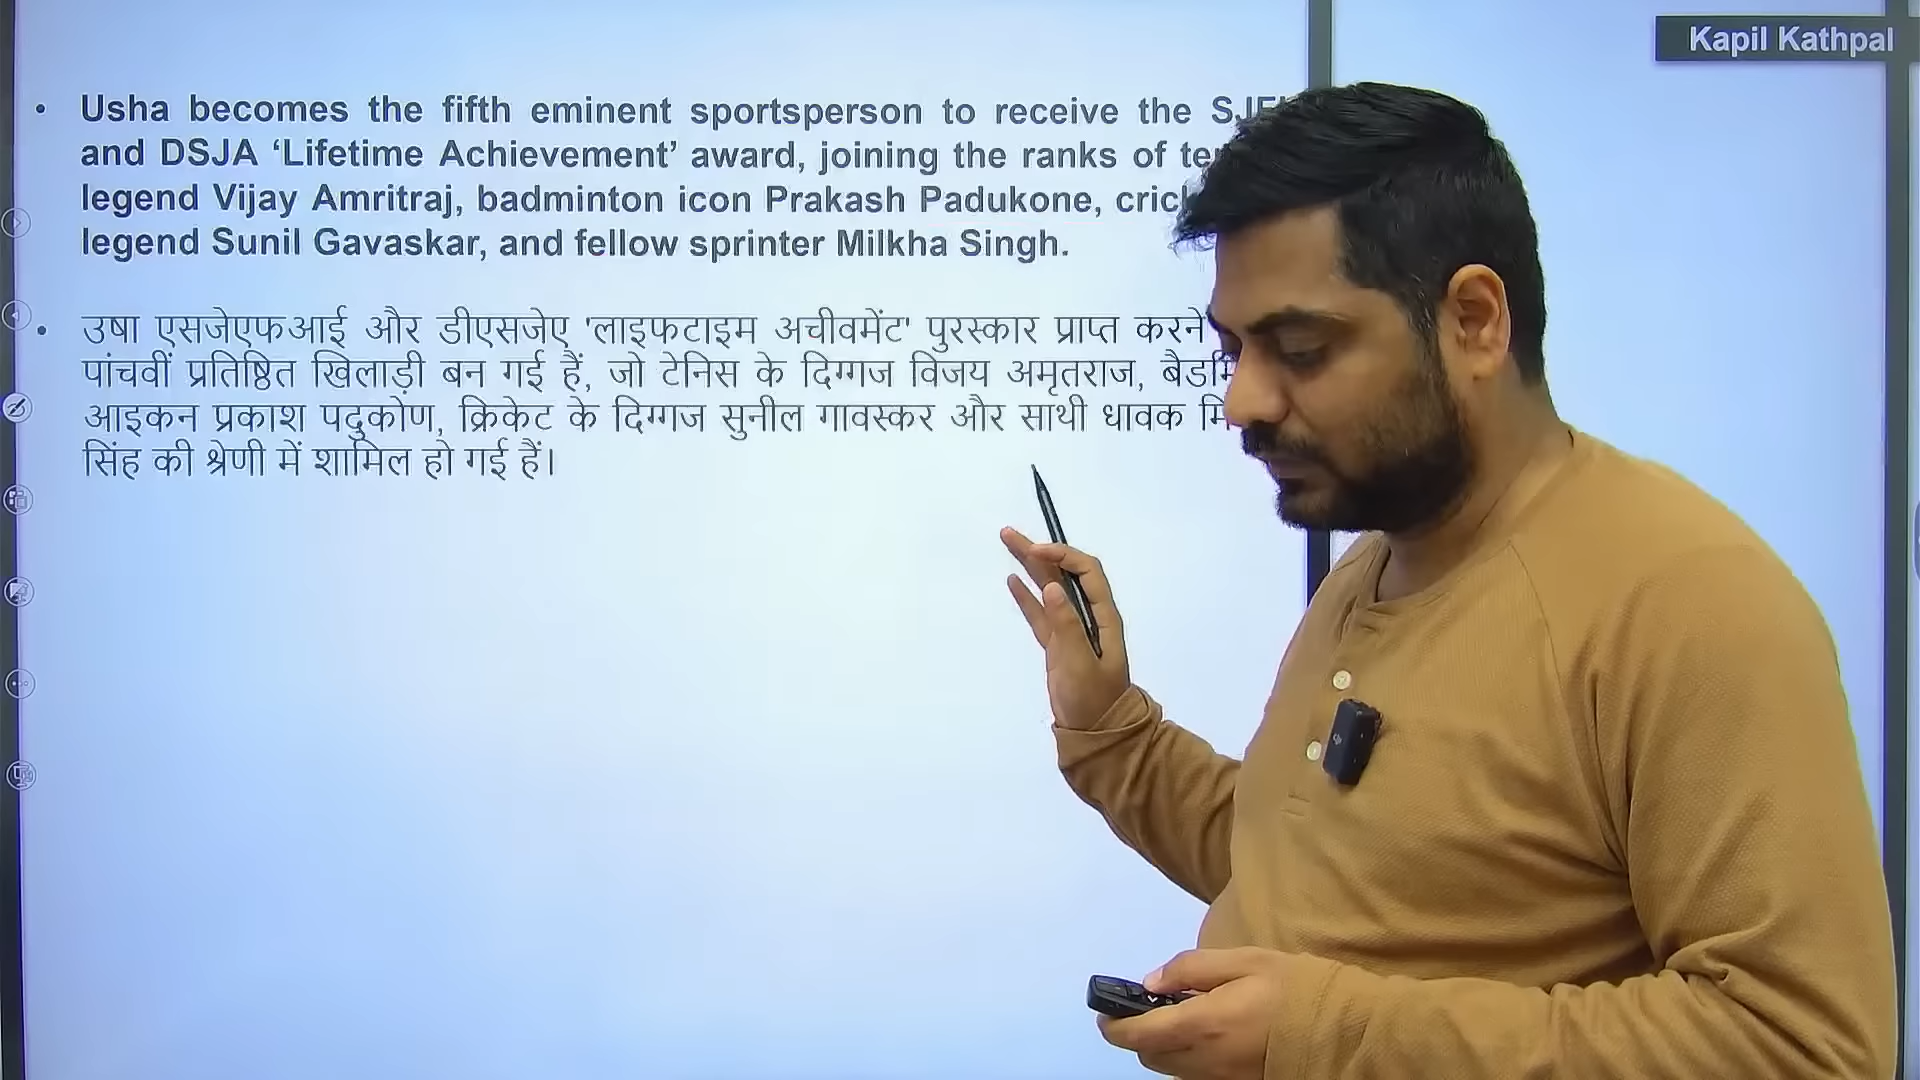 Kapil Kathpal
• Usha becomes the fifth eminent sportsperson to receive the
and DSJA ‘Lifetime Achievement’ award, joining the ranks of
legend Vijay Amritraj, badminton icon Prakash Padukone,
legend Sunil Gavaskar, and fellow sprinter Milkha Singh.
• उषा एसजेएफआई और डीएसजेए 'लाइफटाइम अचीवमेंट' पुरस्कार प्राप्त करने
पांचवीं प्रतिष्ठित खिलाड़ी बन गई हैं, जो टेनिस के दिग्गज विजय अमृतराज,
आइकन प्रकाश पदुकोण, क्रिकेट के दिग्गज सुनील गावस्कर और साथी धावक
सिंह की श्रेणी में शामिल हो गई हैं।